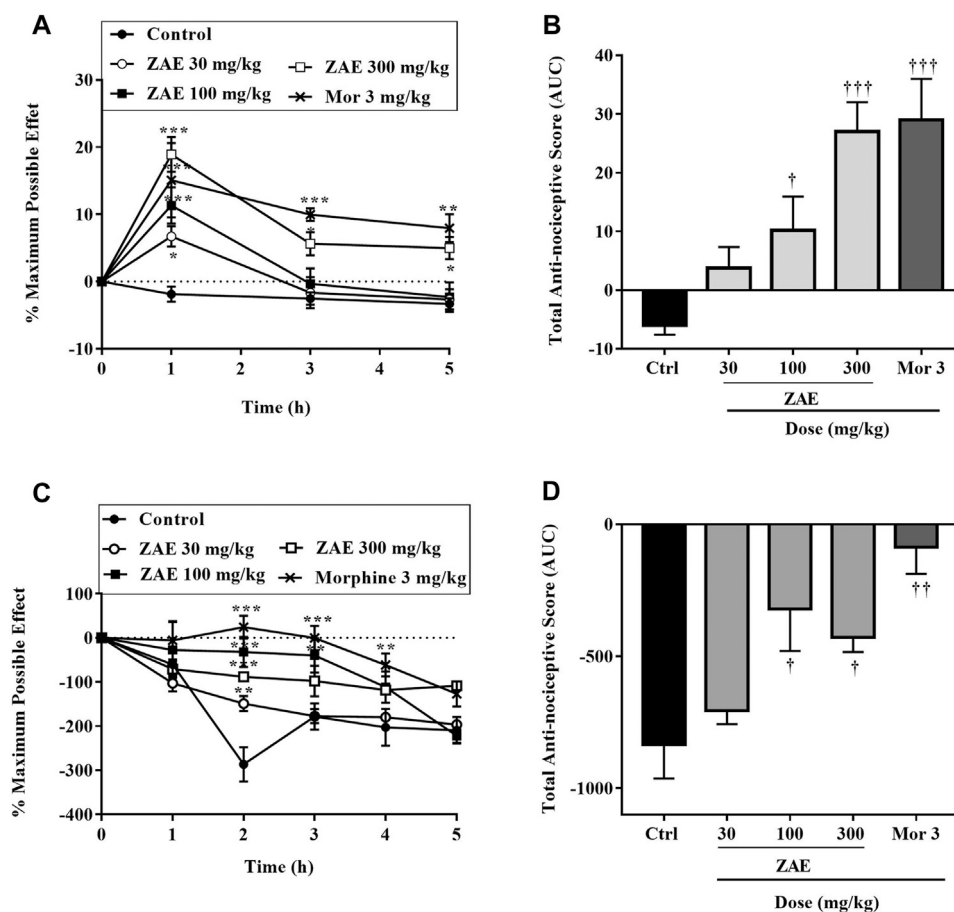 A
Control
ZAE 30 mg/kg
ZAE 100 mg/kg
ZAE 300 mg/kg
Mor 3 mg/kg
% Maximum Possible Effet
30
20
10
0
-10
***
***
***
*
***
*
**
*
0 1 2 3 4 5
Time (h)
B
Total Anti-nociceptive Score (AUC)
40
30
20
10
0
-10
†
†††
†††
Ctrl 30 100 300 Mor 3
ZAE
Dose (mg/kg)
C
Control
ZAE 30 mg/kg
ZAE 100 mg/kg
ZAE 300 mg/kg
Morphine 3 mg/kg
% Maximum Possible Effect
100
0
-100
-200
-300
-400
***
***
***
**
***
**
**
0 1 2 3 4 5
Time (h)
D
Total Anti-nociceptive Score (AUC)
0
-500
-1000
†
†
††
Ctrl 30 100 300 Mor 3
ZAE
Dose (mg/kg)